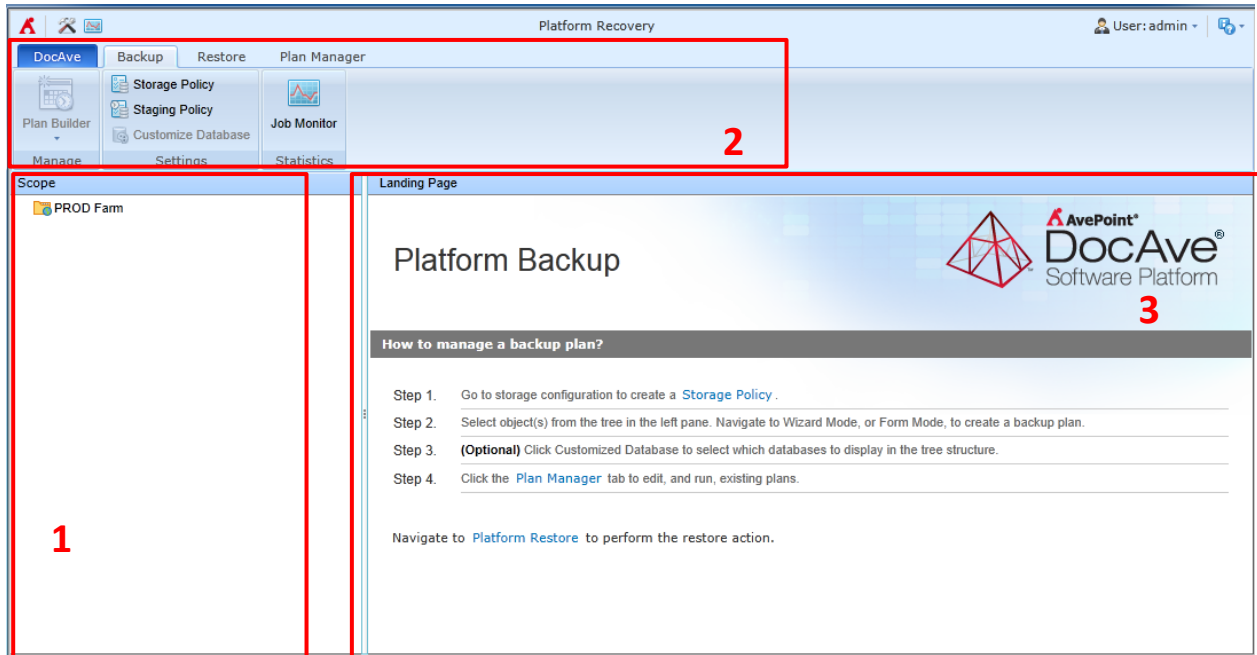 Platform Recovery
User: admin
DocAve Backup Restore Plan Manager
Plan Builder
Storage Policy
Staging Policy
Customize Database
Job Monitor
Manage Settings Statistics
2
Scope
PROD Farm
1
Landing Page
Platform Backup
AvePoint®
DocAve®
Software Platform
3
How to manage a backup plan?
Step 1. Go to storage configuration to create a Storage Policy .
Step 2. Select object(s) from the tree in the left pane. Navigate to Wizard Mode, or Form Mode, to create a backup plan.
Step 3. (Optional) Click Customized Database to select which databases to display in the tree structure.
Step 4. Click the Plan Manager tab to edit, and run, existing plans.
Navigate to Platform Restore to perform the restore action.